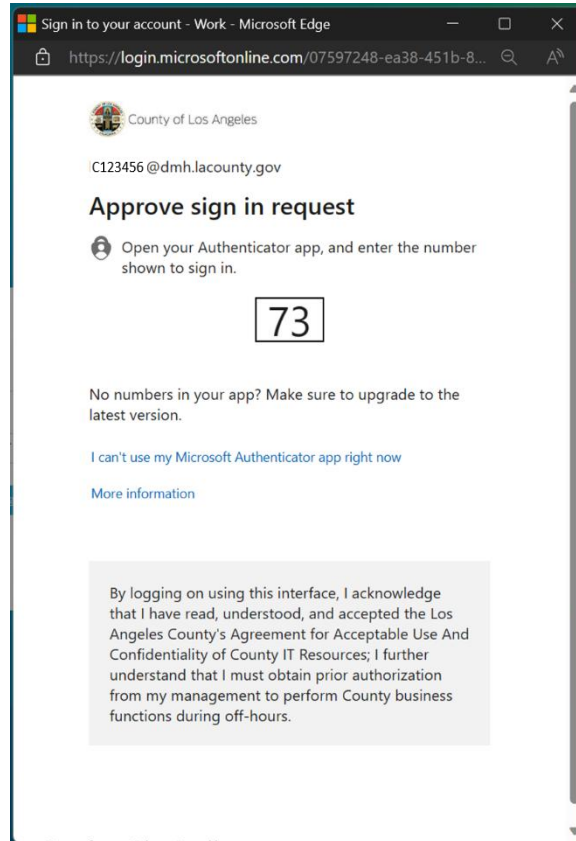 Sign in to your account - Work - Microsoft Edge
https://login.microsoftonline.com/07597248-ea38-451b-8...
County of Los Angeles
C123456 @dmh.lacounty.gov
Approve sign in request
Open your Authenticator app, and enter the number
shown to sign in.
73
No numbers in your app? Make sure to upgrade to the
latest version.
I can't use my Microsoft Authenticator app right now
More information
By logging on using this interface, I acknowledge
that I have read, understood, and accepted the Los
Angeles County's Agreement for Acceptable Use And
Confidentiality of County IT Resources; I further
understand that I must obtain prior authorization
from my management to perform County business
functions during off-hours.